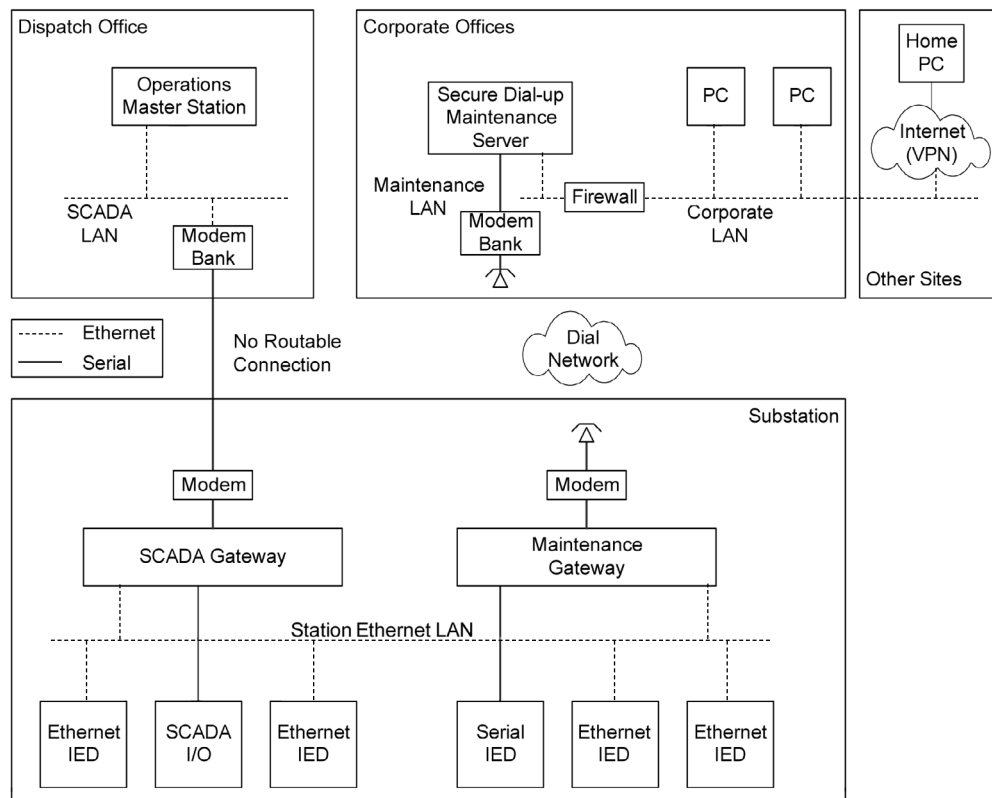 Dispatch Office
Operations
Master Station
SCADA
LAN
Modem
Bank
Corporate Offices
Secure Dial-up
Maintenance
Server
PC
PC
Maintenance
LAN
Firewall
Modem
Bank
Corporate
LAN
Home
PC
Internet
(VPN)
Other Sites
Ethernet
Serial
No Routable
Connection
Dial
Network
Substation
Modem
Modem
SCADA Gateway
Maintenance
Gateway
Station Ethernet LAN
Ethernet
IED
SCADA
I/O
Ethernet
IED
Serial
IED
Ethernet
IED
Ethernet
IED